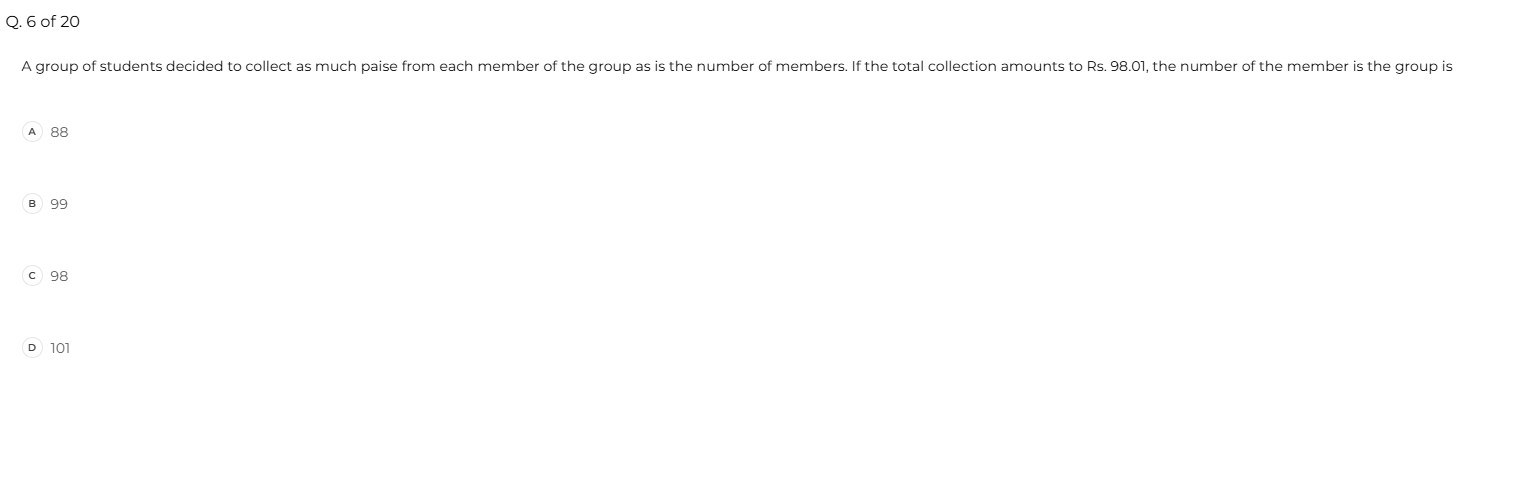 Q. 6 of 20
A group of students decided to collect as much paise from each member of the group as is the number of members. If the total collection amounts to Rs. 98.01, the number of the member is the group is
A 88
B 99
C 98
D 101